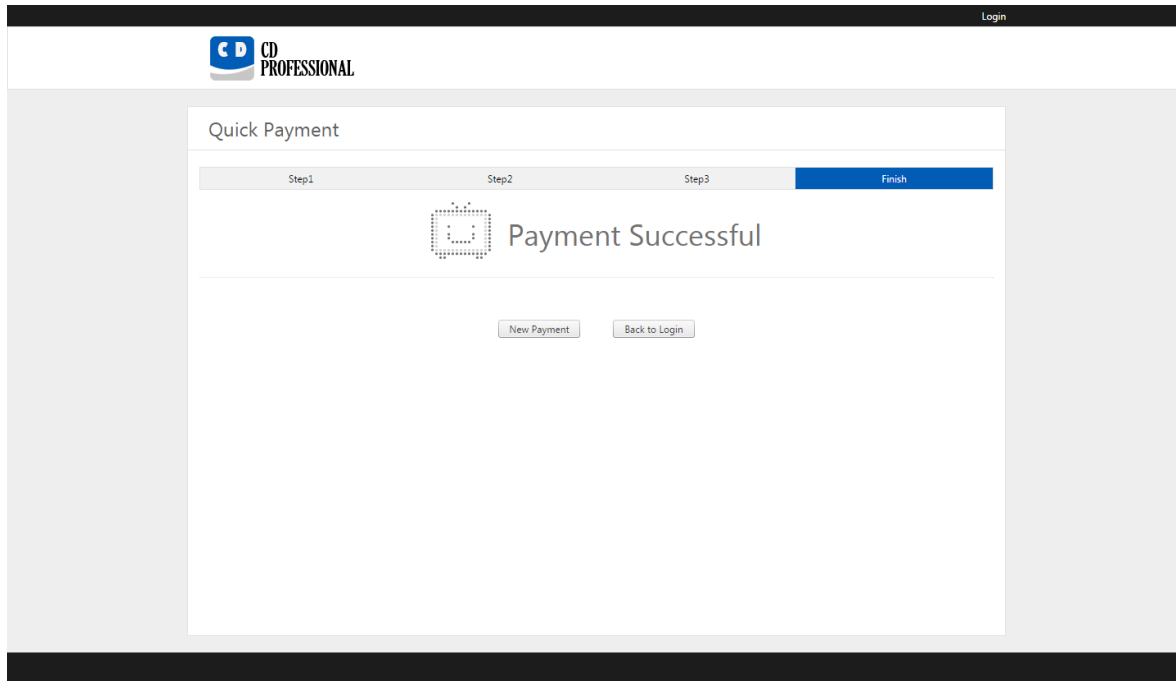 Login
CD
CD
PROFESSIONAL
Quick Payment
Step1 Step2 Step3 Finish
Payment Successful
New Payment Back to Login